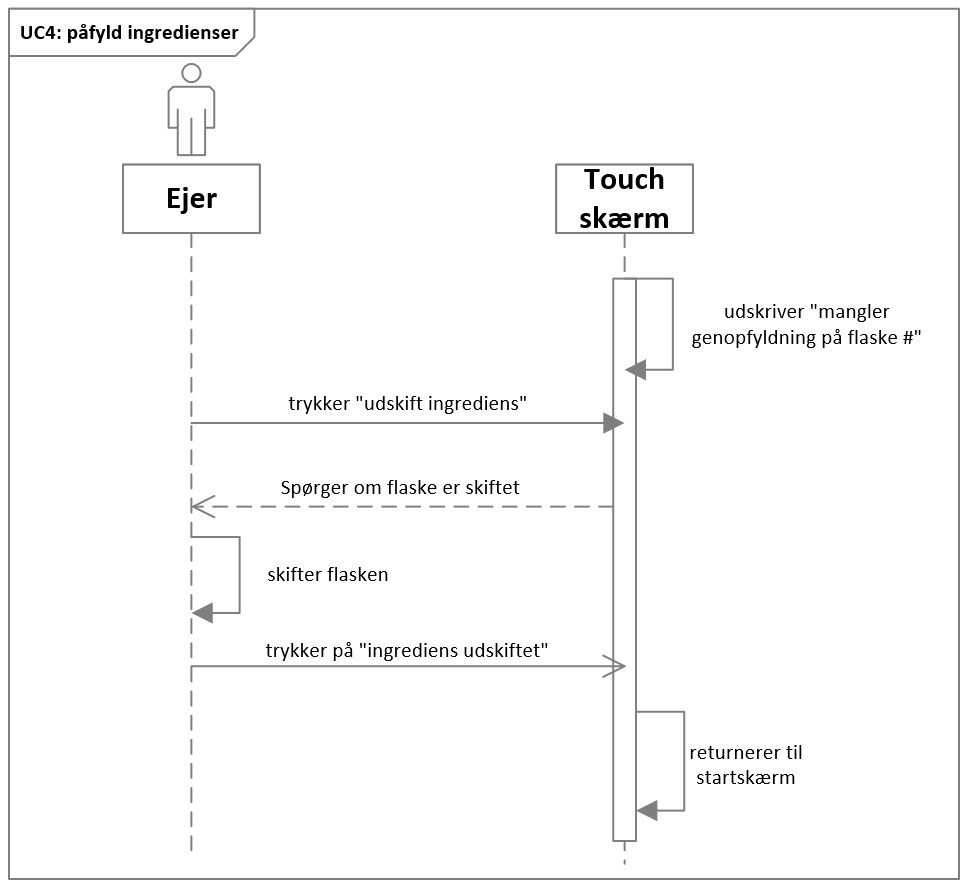 UC4: påfyld ingredienser
Ejer
Touch
skærm
udskriver "mangler
genopfyldning på flaske #"
trykker "udskift ingrediens"
Spørger om flaske er skiftet
skifter flasken
trykker på "ingrediens udskiftet"
returnerer til
startskærm